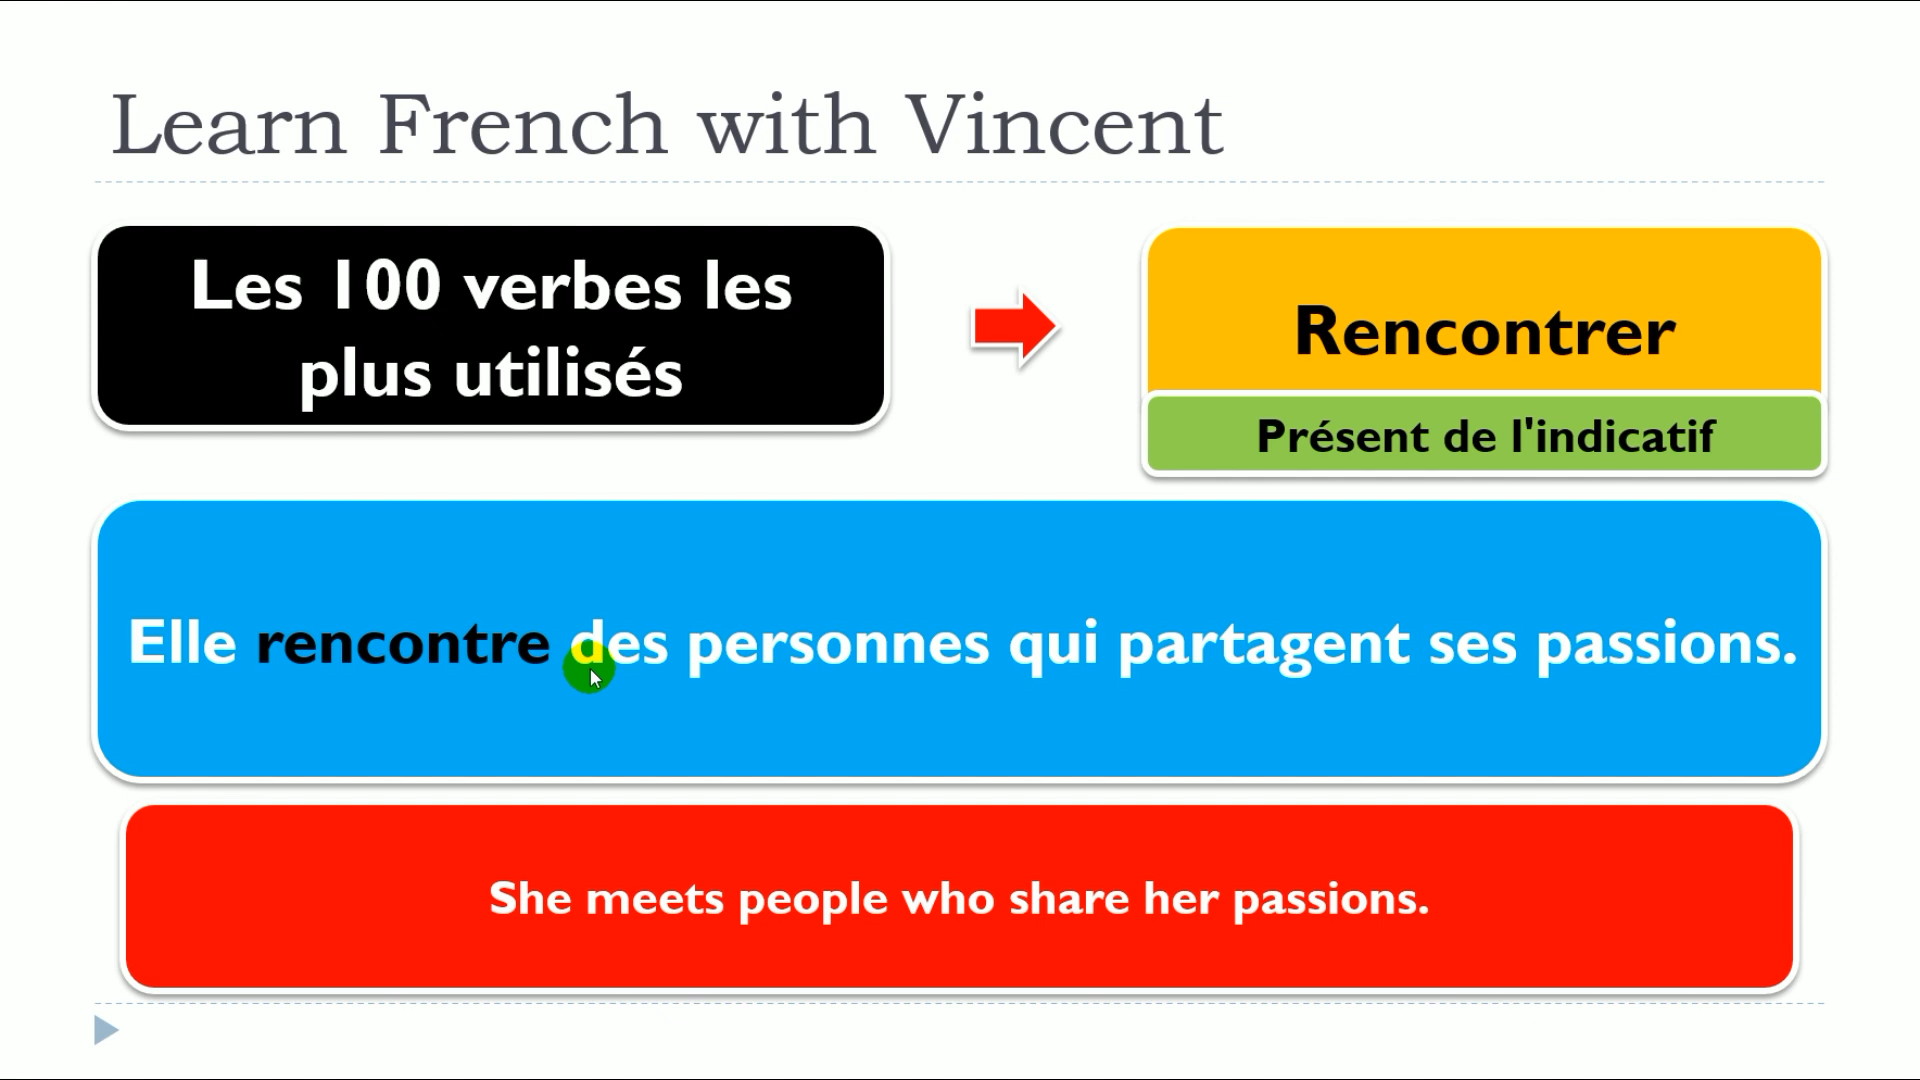 Learn French with Vincent
Les 100 verbes les
plus utilisés
Rencontrer
Présent de l'indicatif
Elle rencontre des personnes qui partagent ses passions.
She meets people who share her passions.